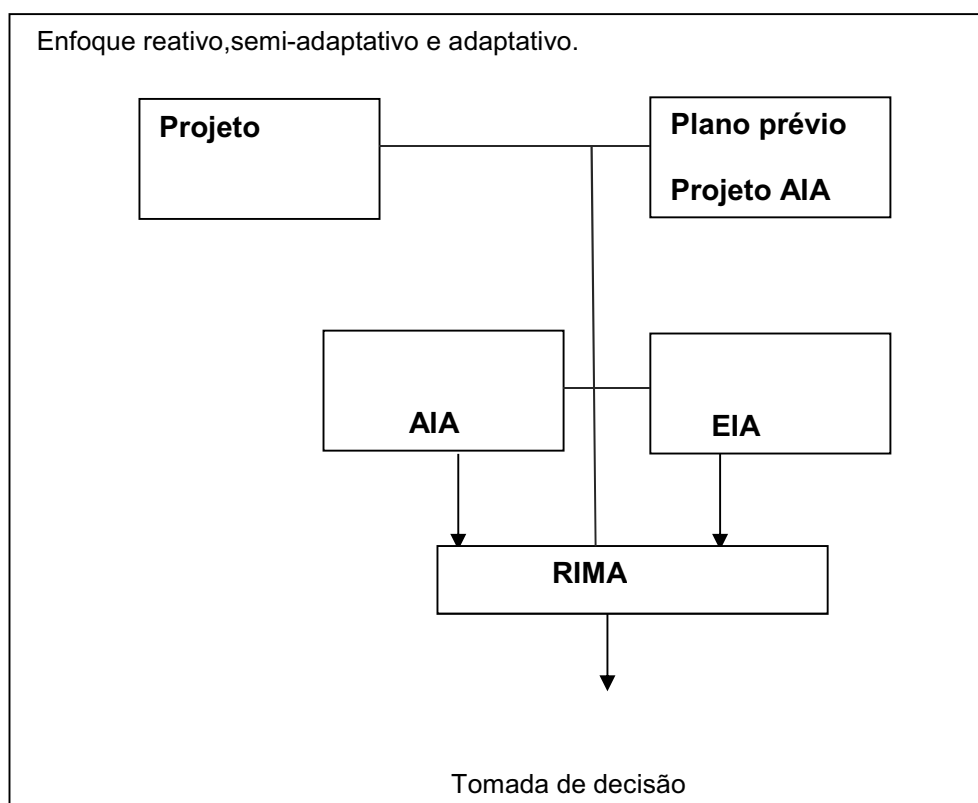 Enfoque reativo,semi-adaptativo e adaptativo.
Projeto
Plano prévio
Projeto AIA
AIA
EIA
RIMA
Tomada de decisão